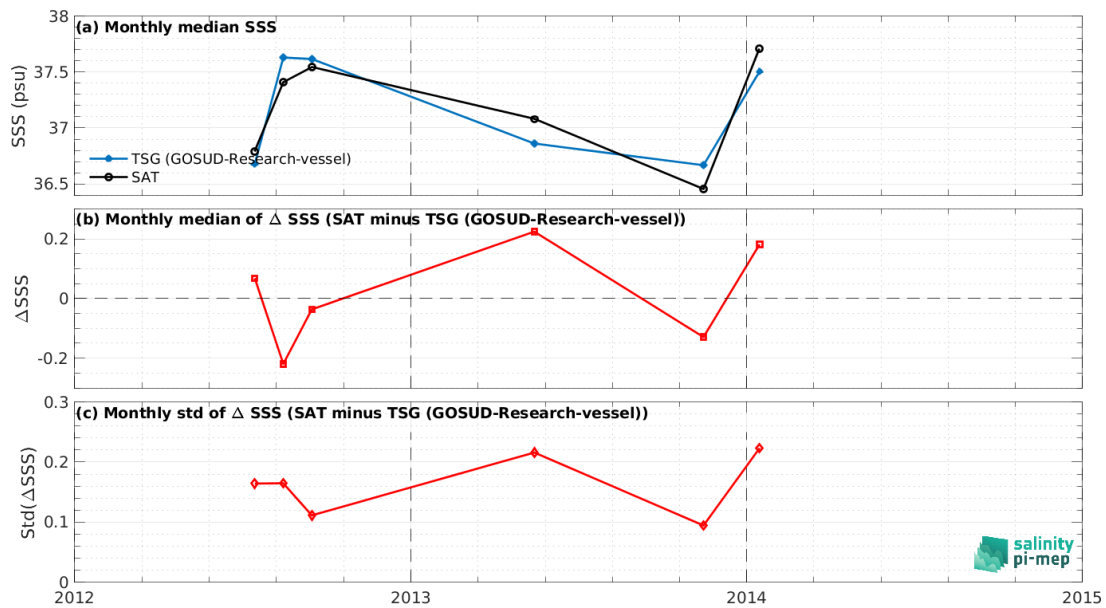 (a) Monthly median SSS
38
37.5
37
36.5
SSS (psu)
TSG (GOSUD-Research-vessel)
SAT
(b) Monthly median of Δ SSS (SAT minus TSG (GOSUD-Research-vessel))
0.2
0
-0.2
ΔSSS
(c) Monthly std of Δ SSS (SAT minus TSG (GOSUD-Research-vessel))
0.3
0.2
0.1
0
Std(ΔSSS)
salinity
pi-mep
2012 2013 2014 2015